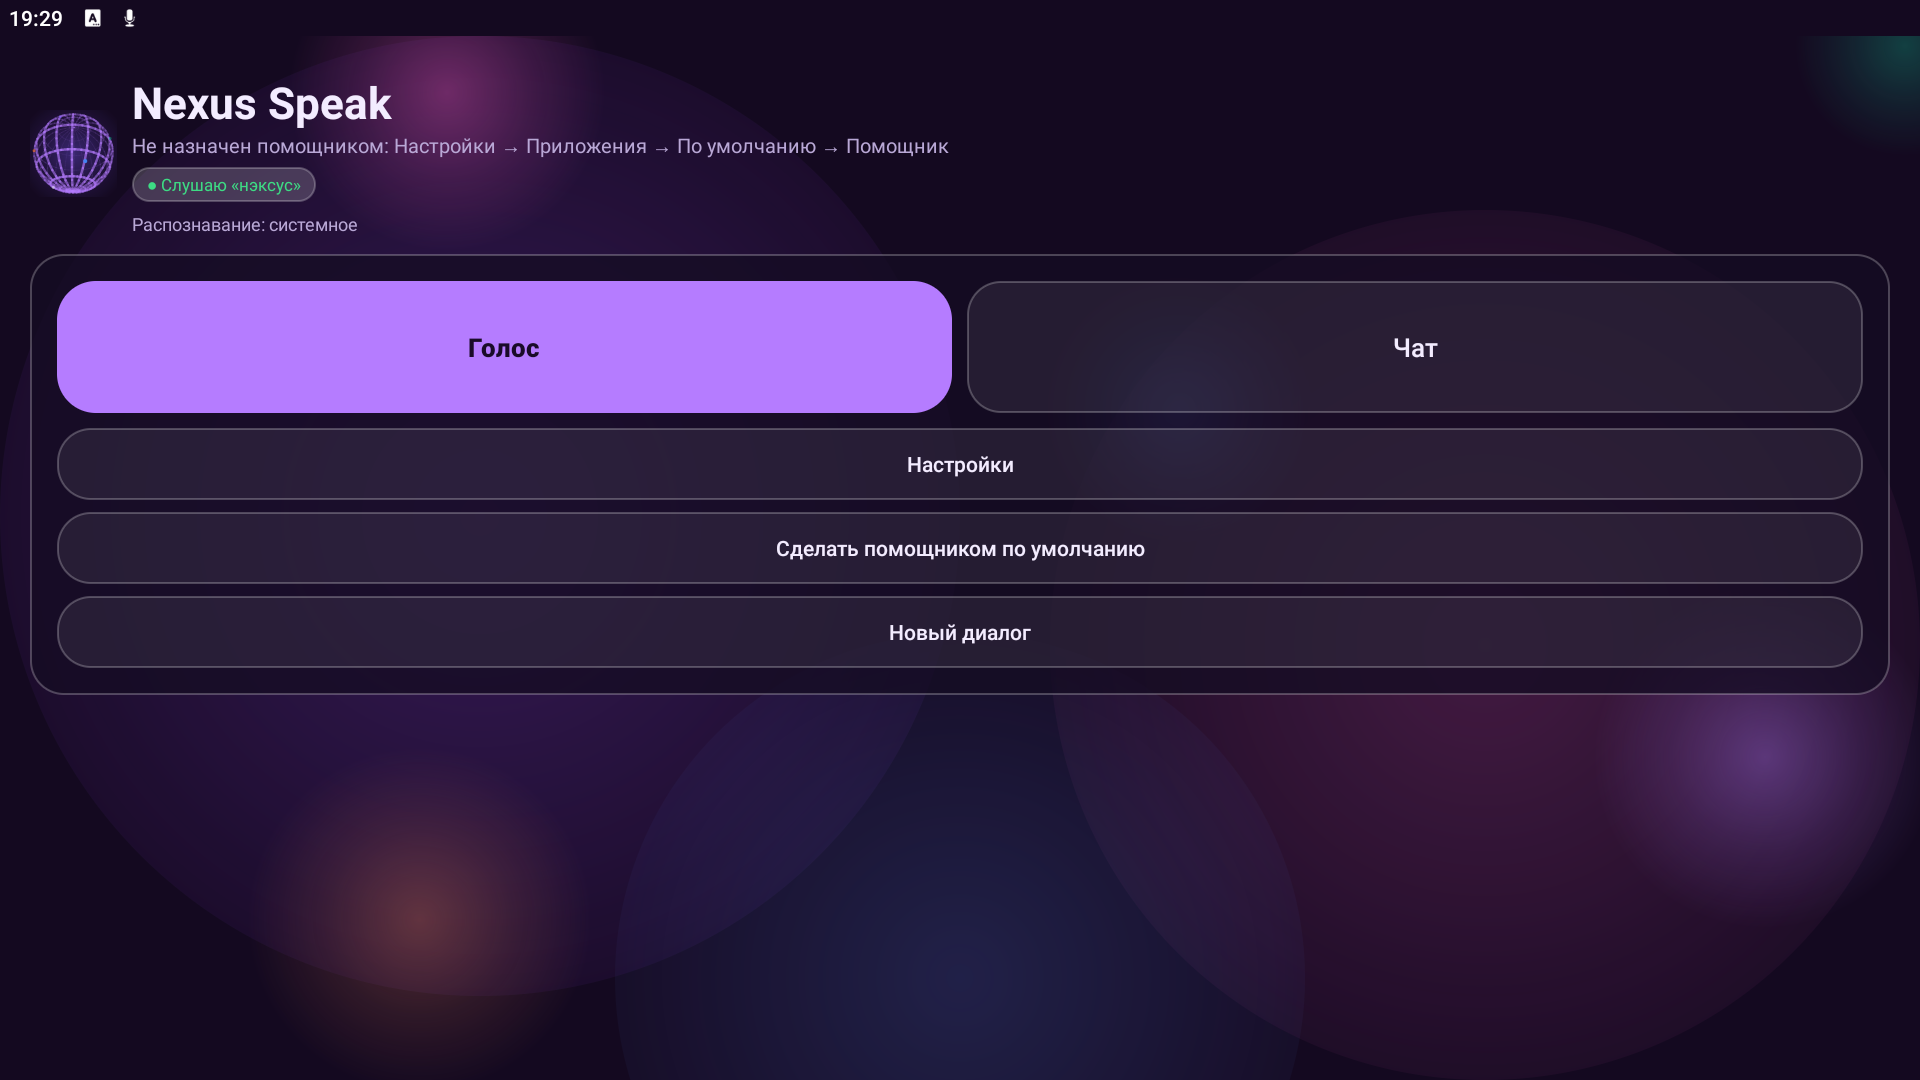 19:29
Nexus Speak
Не назначен помощником: Настройки → Приложения → По умолчанию → Помощник
● Слушаю «нэксус»
Распознавание: системное
Голос
Чат
Настройки
Сделать помощником по умолчанию
Новый диалог